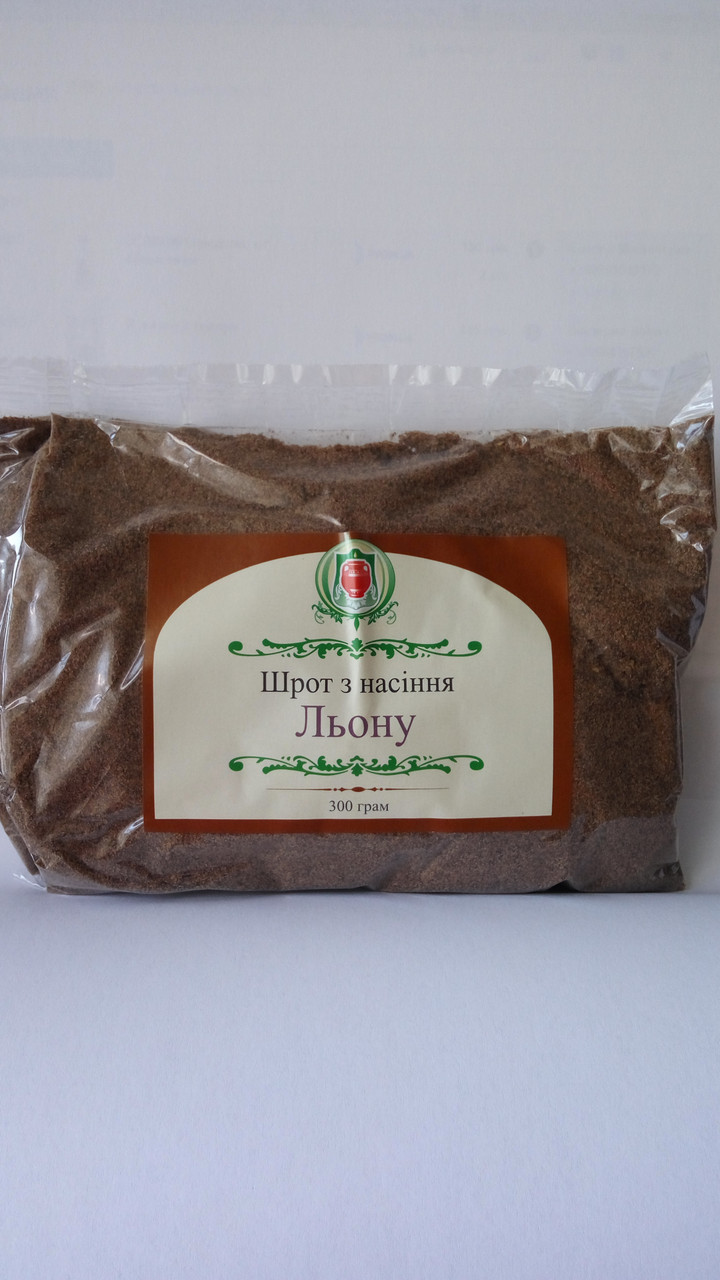 Шрот з насіння
Льону
300 грам